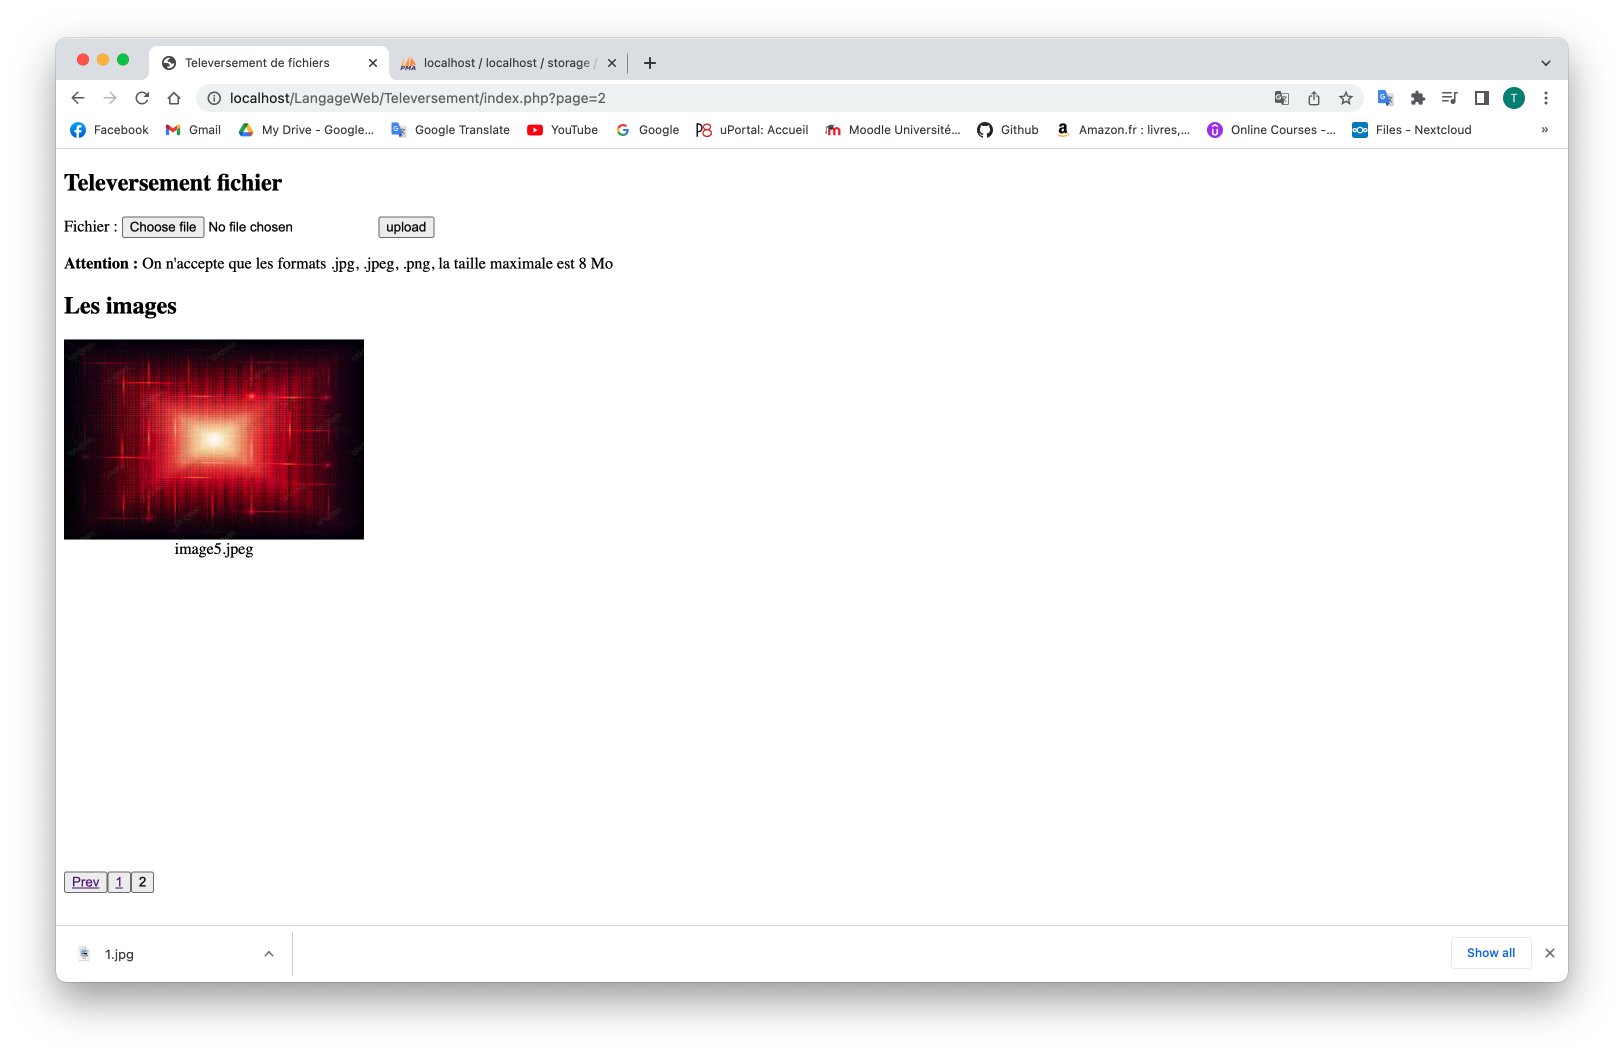 Televersement de fichiers
localhost / localhost / storage /
localhost/LangageWeb/Televersement/index.php?page=2
T
Facebook
Gmail
My Drive - Google...
Google Translate
YouTube
Google
uPortal: Accueil
Moodle Université...
Github
Amazon.fr : livres,...
Online Courses -...
Files - Nextcloud
»
Televersement fichier
Fichier : Choose file No file chosen upload
Attention : On n'accepte que les formats .jpg, .jpeg, .png, la taille maximale est 8 Mo
Les images
image5.jpeg
Prev 1 2
1.jpg
Show all